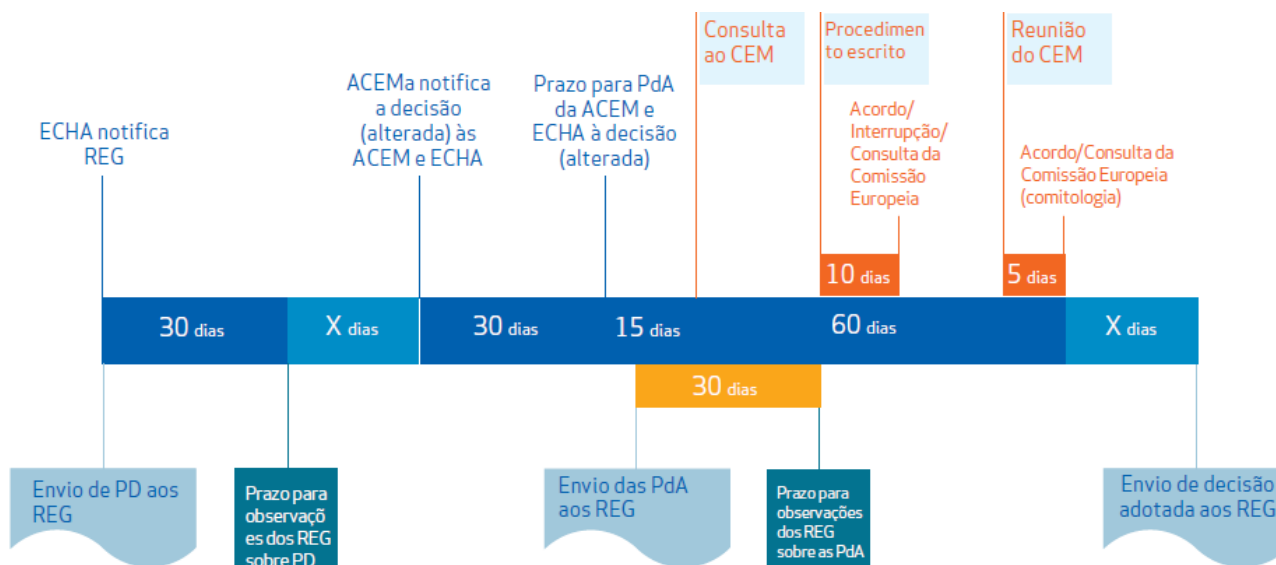 Consulta
ao CEM
Procedimen
to escrito
Reunião
do CEM
ACEMa notifica
a decisão
(alterada) às
ACEM e ECHA
Prazo para PdA
da ACEM e
ECHA à decisão
(alterada)
ECHA notifica
REG
Acordo/
Interrupção/
Consulta da
Comissão
Europeia
Acordo/Consulta da
Comissão Europeia
(comitologia)
10 dias
5 dias
30 dias
X dias
30 dias
15 dias
60 dias
X dias
30 dias
Envio de PD aos
REG
Prazo para
observaçõ
es dos REG
sobre PD
Envio das PdA
aos REG
Prazo para
observações
dos REG
sobre as PdA
Envio de decisão
adotada aos REG